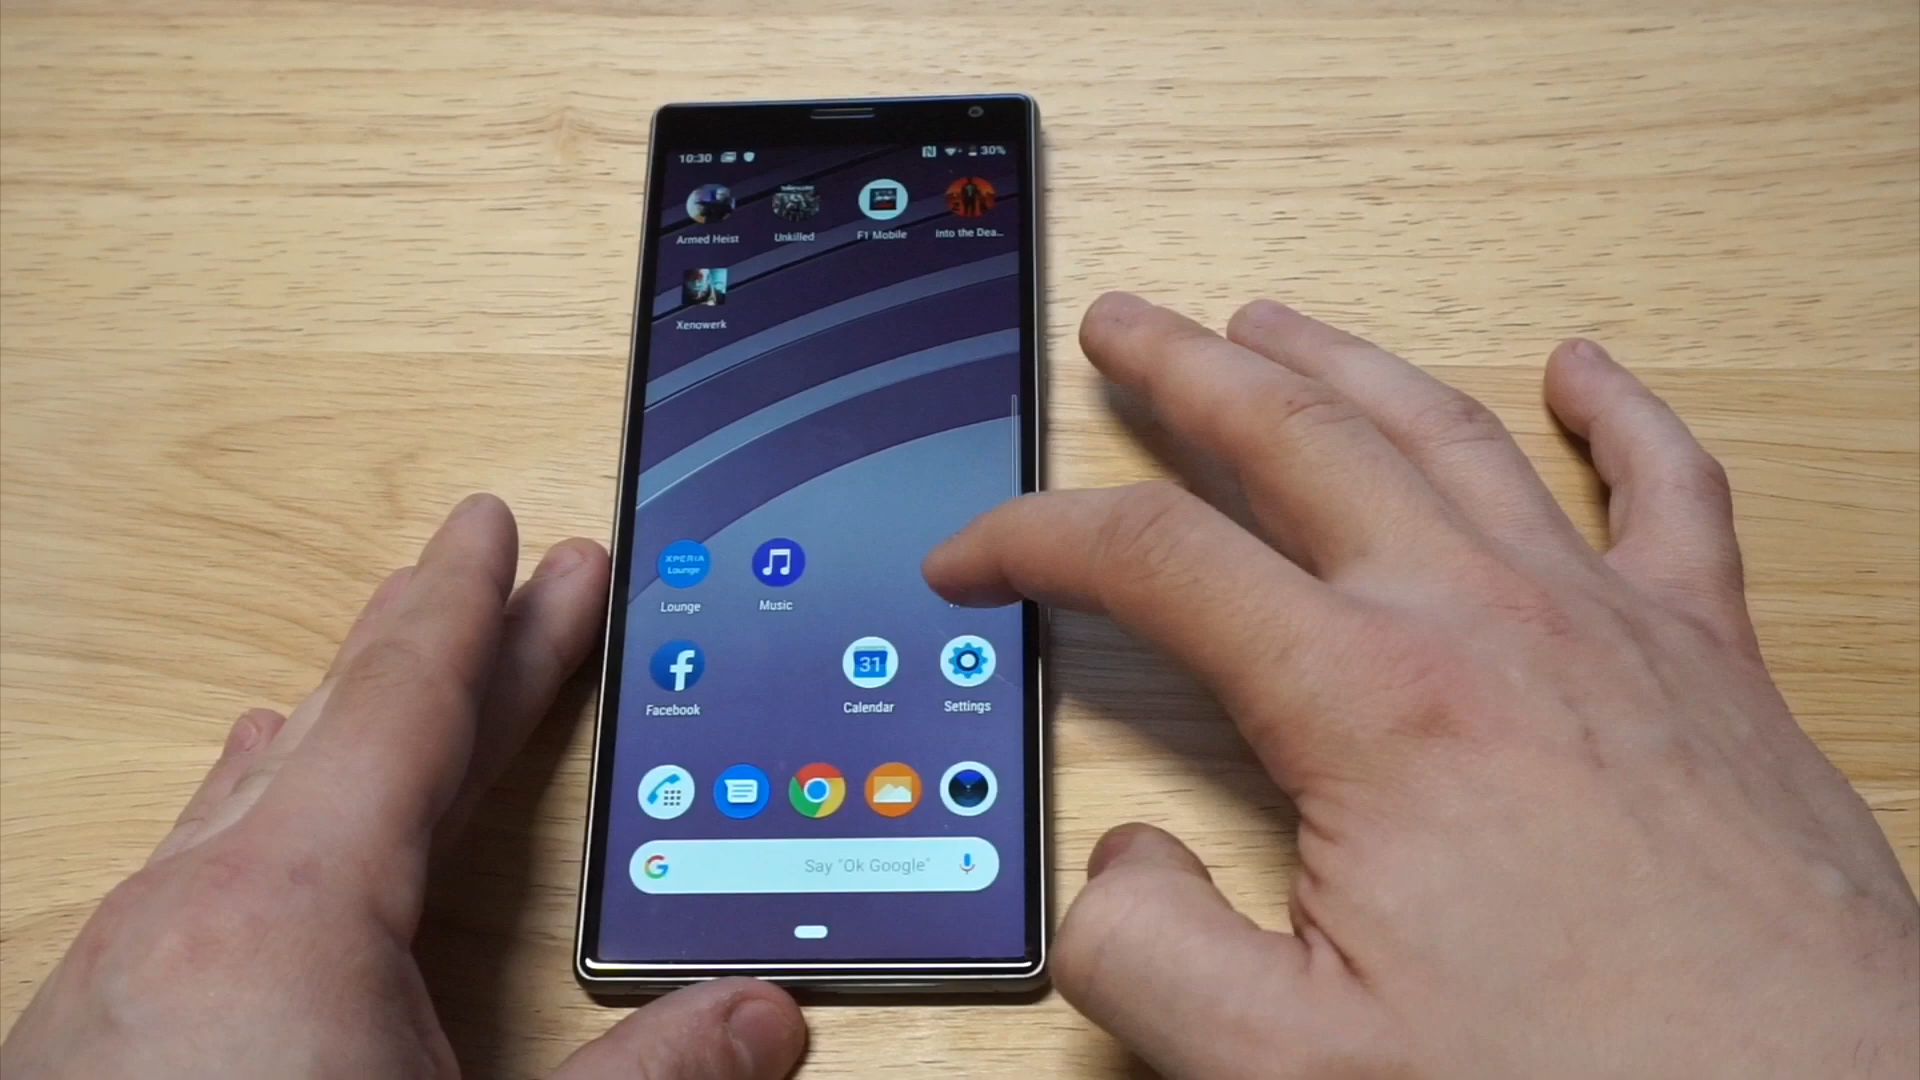 10:30 30%
Armed Heist Unkilled F1 Mobile Into the Dea...
Xenowerk
XPERIA
Lounge
Lounge Music
31
Facebook Calendar Settings
Say "Ok Google"